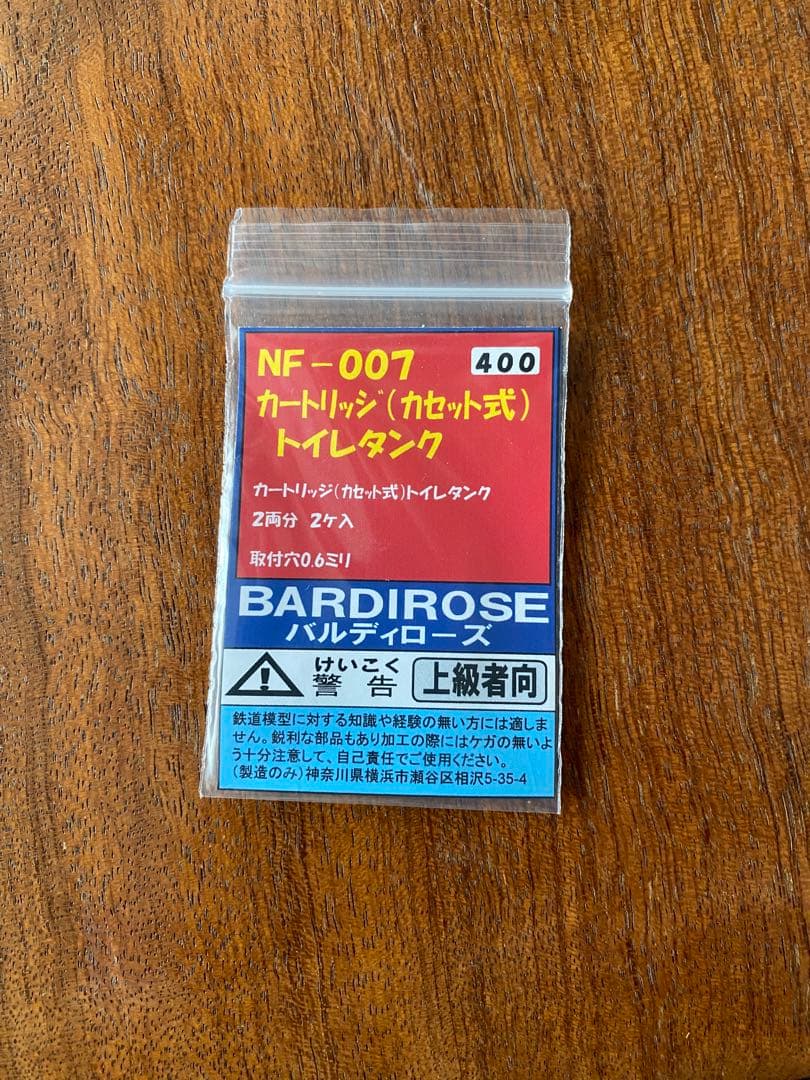 NF-007 400
カートリッジ(カセット式)
トイレタンク
カートリッジ(カセット式)トイレタンク
2両分 2ケ入
取付穴0.6ミリ
BARDIROSE
バルディローズ
けいこく
警告 上級者向
鉄道模型に対する知識や経験の無い方には適しま
せん。鋭利な部品もあり加工の際にはケガの無いよ
う十分注意して、自己責任でご使用ください。
(製造のみ)神奈川県横浜市瀬谷区相沢5-35-4